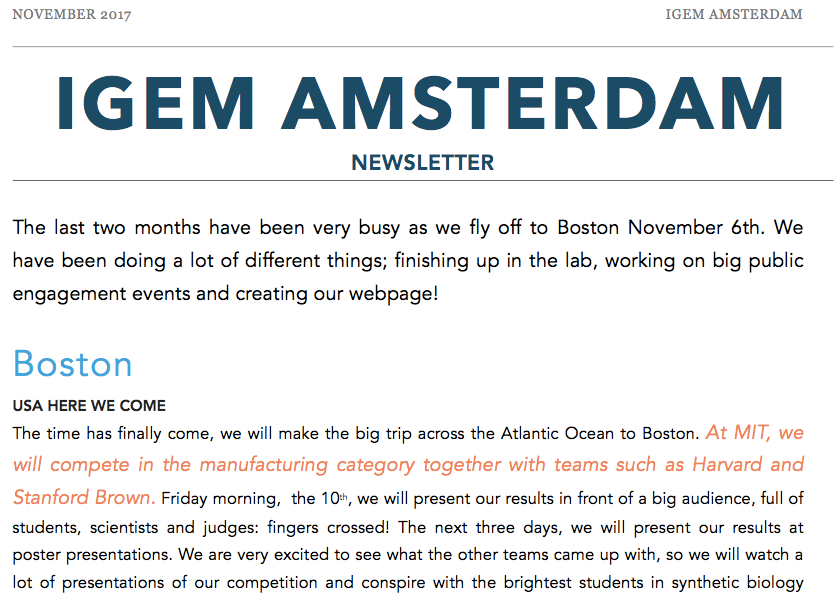 NOVEMBER 2017 IGEM AMSTERDAM
IGEM AMSTERDAM
NEWSLETTER
The last two months have been very busy as we fly off to Boston November 6th. We
have been doing a lot of different things; finishing up in the lab, working on big public
engagement events and creating our webpage!
Boston
USA HERE WE COME
The time has finally come, we will make the big trip across the Atlantic Ocean to Boston. At MIT, we
will compete in the manufacturing category together with teams such as Harvard and
Stanford Brown. Friday morning, the 10th, we will present our results in front of a big audience, full of
students, scientists and judges: fingers crossed! The next three days, we will present our results at
poster presentations. We are very excited to see what the other teams came up with, so we will watch a
lot of presentations of our competition and conspire with the brightest students in synthetic biology